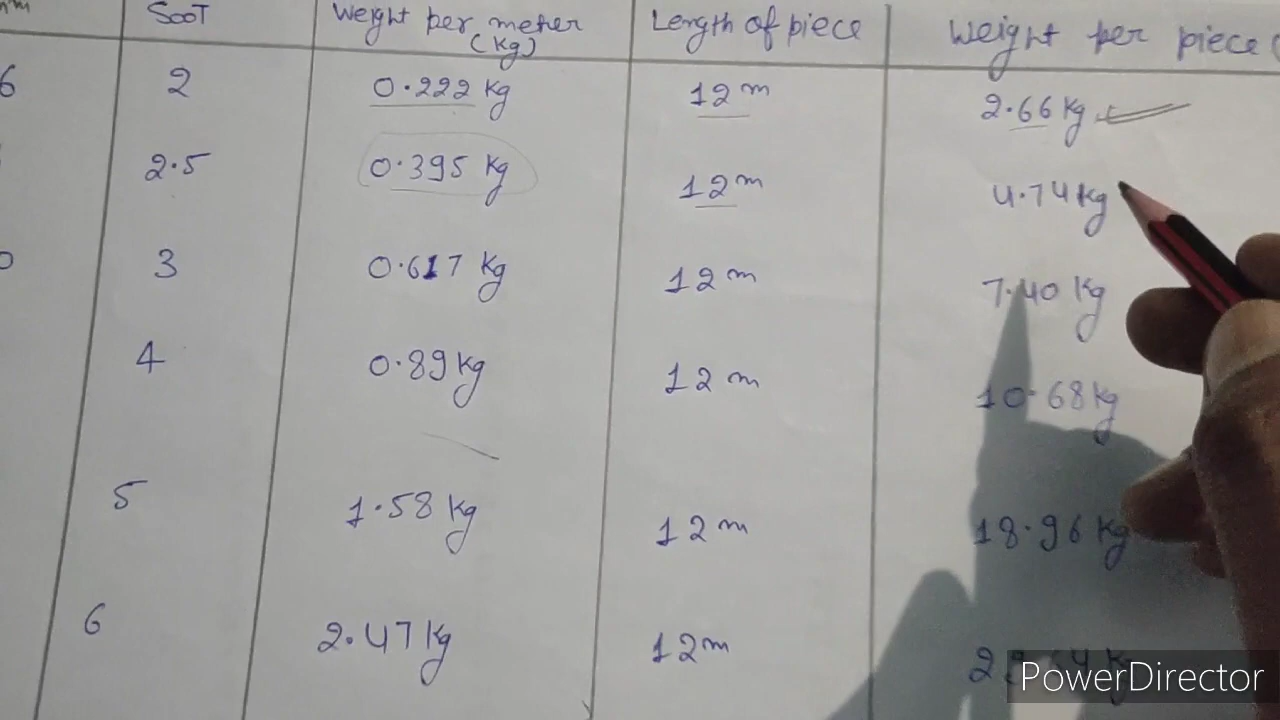 mm SooT Weight per meter (Kg) Length of piece Weight per piece (
6 2 0.222 Kg 12 m 2.66 Kg
2.5 0.395 Kg 12 m 4.74 Kg
0 3 0.617 Kg 12 m 7.40 Kg
4 0.89 Kg 12 m 10.68 Kg
5 1.58 Kg 12 m 18.96 Kg
6 2.47 Kg 12 m
PowerDirector